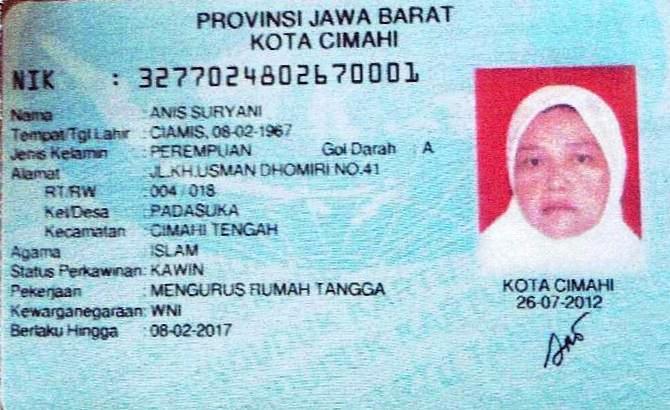 PROVINSI JAWA BARAT
KOTA CIMAHI
NIK : 3277024802670001
Nama : ANIS SURYANI
Tempat/Tgl Lahir : CIAMIS, 08-02-1967
Jenis Kelamin : PEREMPUAN Gol Darah : A
Alamat : JL.KH.USMAN DHOMIRI NO.41
RT/RW : 004 / 018
Kel/Desa : PADASUKA
Kecamatan : CIMAHI TENGAH
Agama : ISLAM
Status Perkawinan: KAWIN
Pekerjaan : MENGURUS RUMAH TANGGA
Kewarganegaraan: WNI
Berlaku Hingga : 08-02-2017
KOTA CIMAHI
26-07-2012